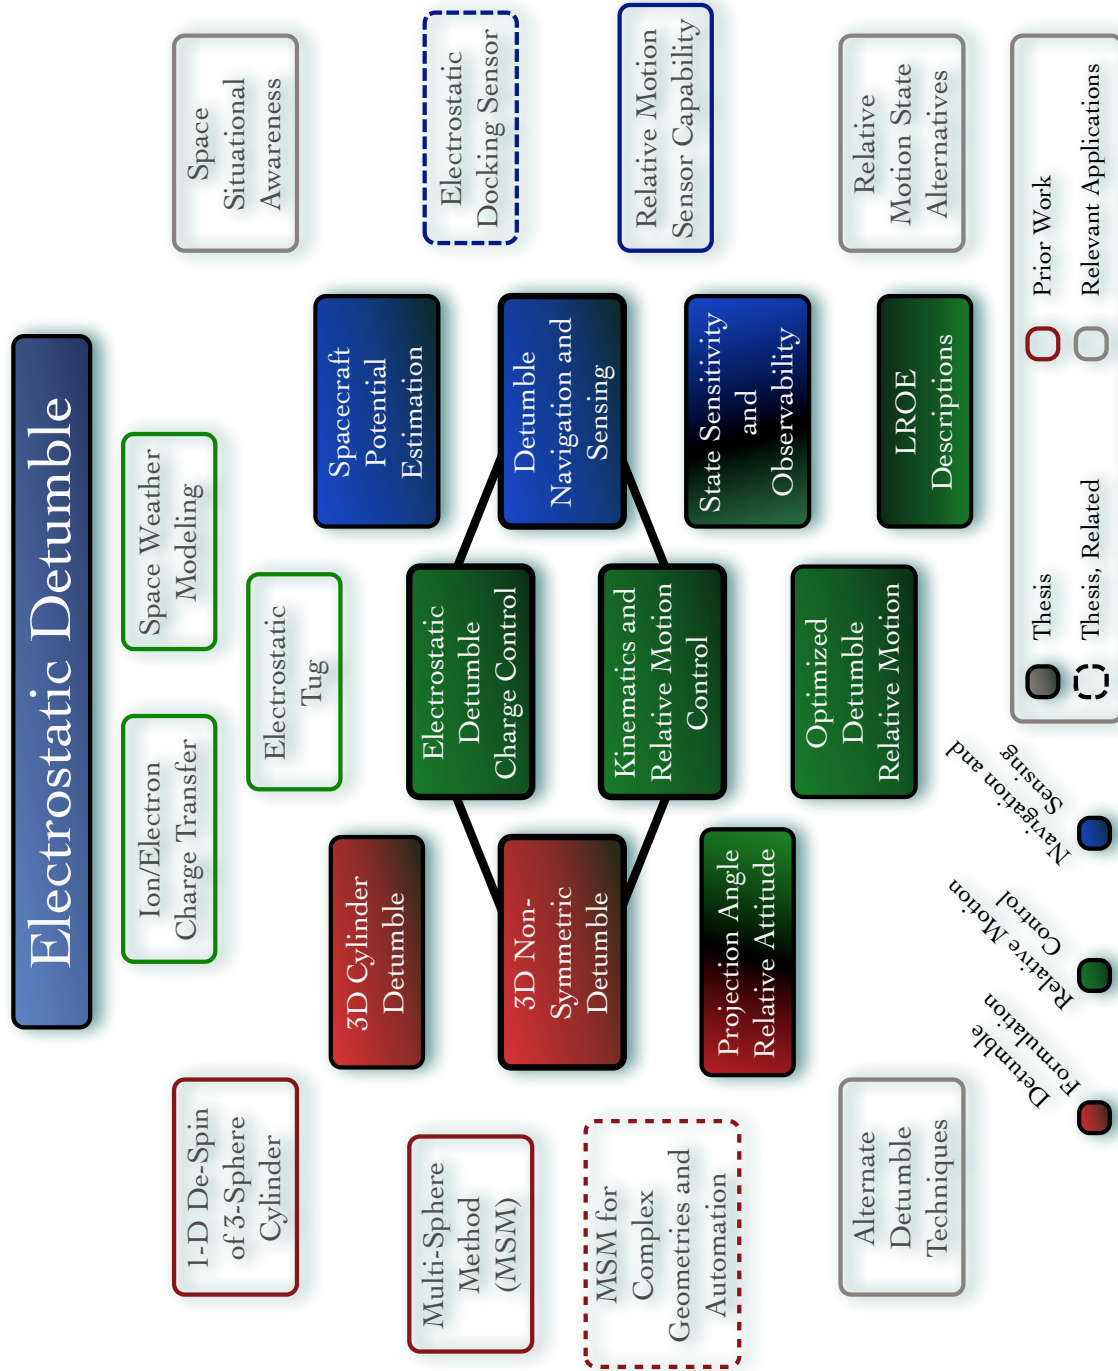 Electrostatic Detumble
1-D De-Spin
of 3-Sphere
Cylinder
Ion/Electron
Charge Transfer
Space Weather
Modeling
Space
Situational
Awareness
Electrostatic
Tug
3D Cylinder
Detumble
Spacecraft
Potential
Estimation
Multi-Sphere
Method
(MSM)
Electrostatic
Detumble
Charge Control
Electrostatic
Docking Sensor
3D Non-
Symmetric
Detumble
Detumble
Navigation and
Sensing
MSM for
Complex
Geometries and
Automation
Kinematics and
Relative Motion
Control
Relative Motion
Sensor Capability
Projection Angle
Relative Attitude
State Sensitivity
and
Observability
Alternate
Detumble
Techniques
Optimized
Detumble
Relative Motion
LROE
Descriptions
Relative
Motion State
Alternatives
Detumble
Formulation
Relative Motion
Control
Navigation and
Sensing
Thesis
Prior Work
Thesis, Related
Relevant Applications